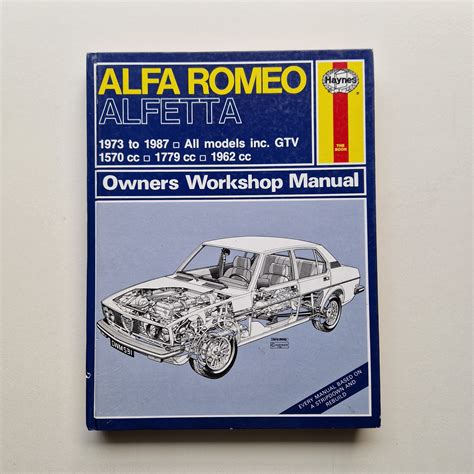 ALFA ROMEO
ALFETTA
Haynes
THE BOOK
1973 to 1987 □ All models inc. GTV
1570 cc □ 1779 cc □ 1962 cc
Owners Workshop Manual
EVERY MANUAL BASED ON
A STRIPDOWN AND
REBUILD